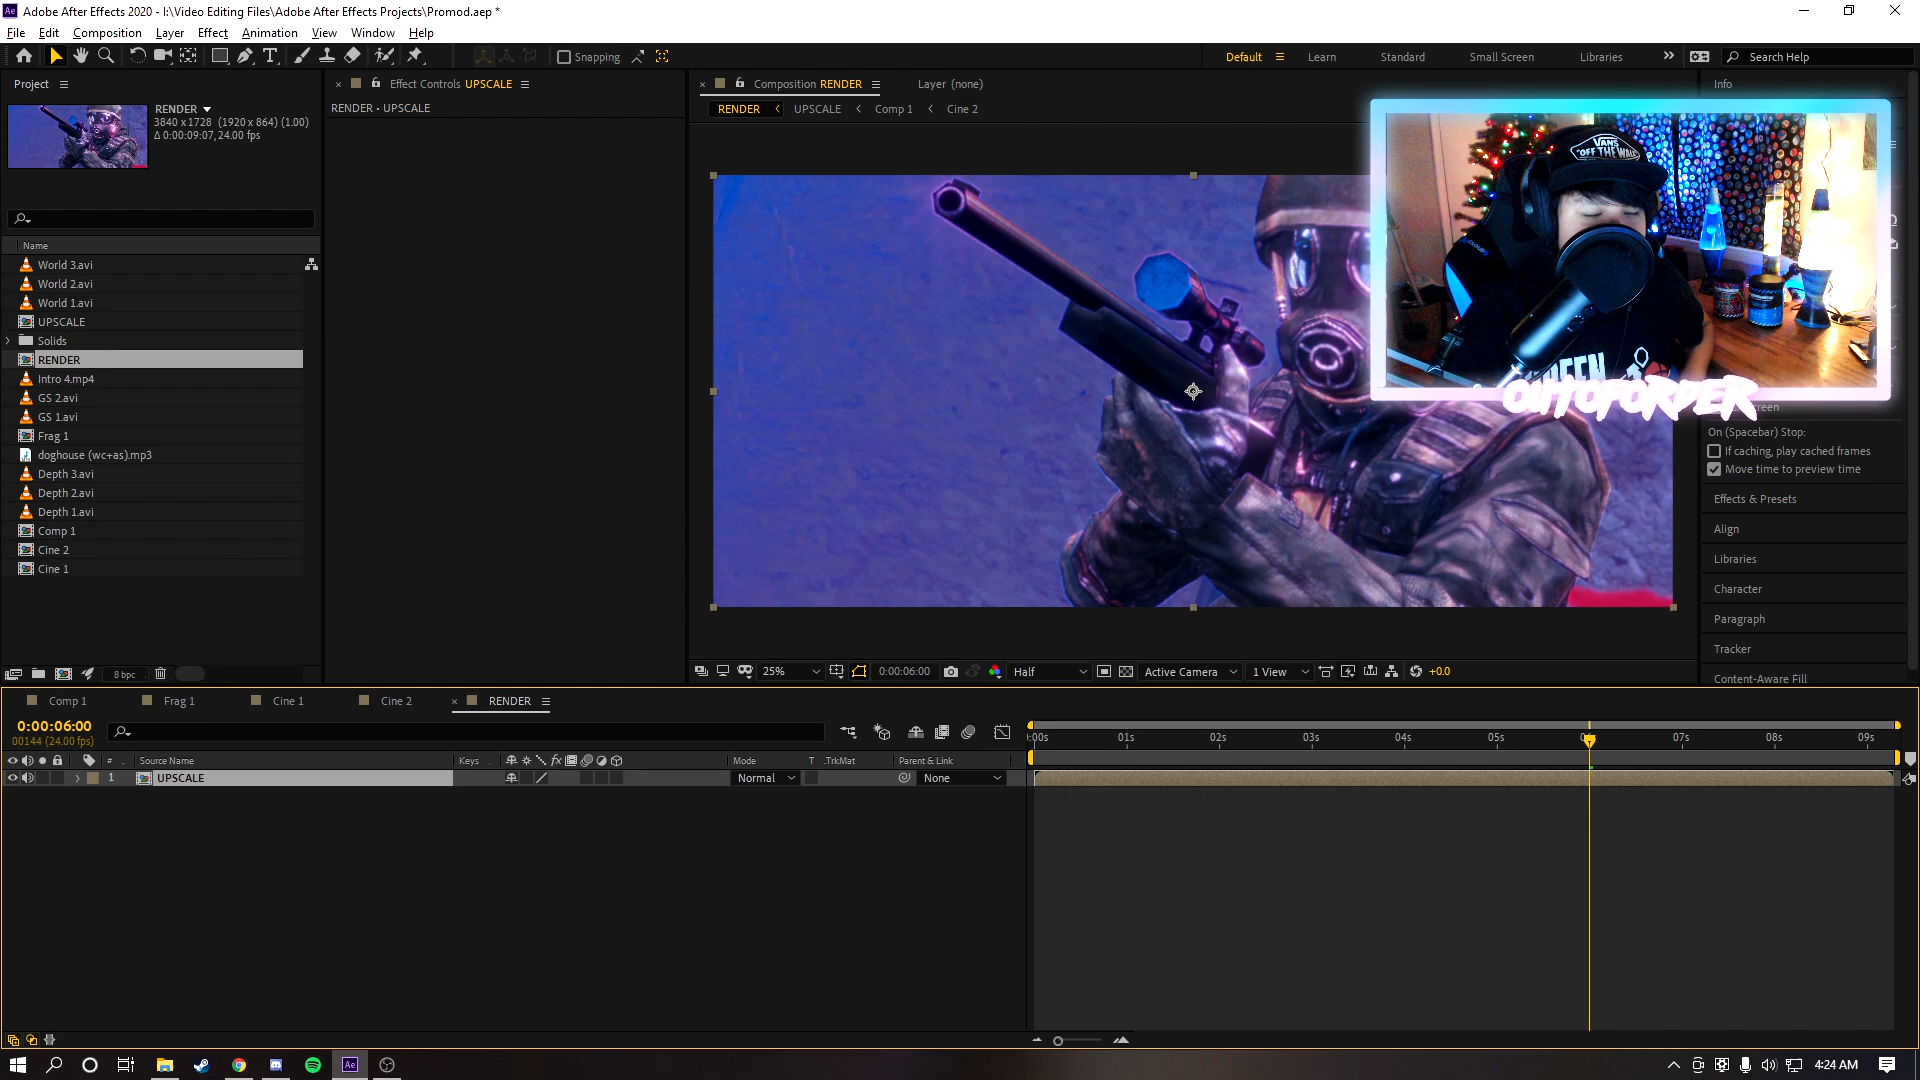 Adobe After Effects 2020 - I:\Video Editing Files\Adobe After Effects Projects\Promod.aep *
File Edit Composition Layer Effect Animation View Window Help
Snapping
Default Learn Standard Small Screen Libraries Search Help
Project
RENDER
3840 x 1728 (1920 x 864) (1.00)
Δ 0:00:09:07, 24.00 fps
Name
World 3.avi
World 2.avi
World 1.avi
UPSCALE
Solids
RENDER
Intro 4.mp4
GS 2.avi
GS 1.avi
Frag 1
doghouse (wc+as).mp3
Depth 3.avi
Depth 2.avi
Depth 1.avi
Comp 1
Cine 2
Cine 1
8 bpc
Effect Controls UPSCALE
RENDER • UPSCALE
Composition RENDER Layer (none)
RENDER UPSCALE Comp 1 Cine 2
25% 0:00:06:00 Half Active Camera 1 View +0.0
Info
VANS
"OFF THE WALL"
OUTOFORDER
On (Spacebar) Stop:
If caching, play cached frames
Move time to preview time
Effects & Presets
Align
Libraries
Character
Paragraph
Tracker
Content-Aware Fill
Comp 1 Frag 1 Cine 1 Cine 2 RENDER
0:00:06:00
00144 (24.00 fps)
# Source Name Keys Mode T .TrkMat Parent & Link
1 UPSCALE Normal None
:00s 01s 02s 03s 04s 05s 07s 08s 09s
4:24 AM